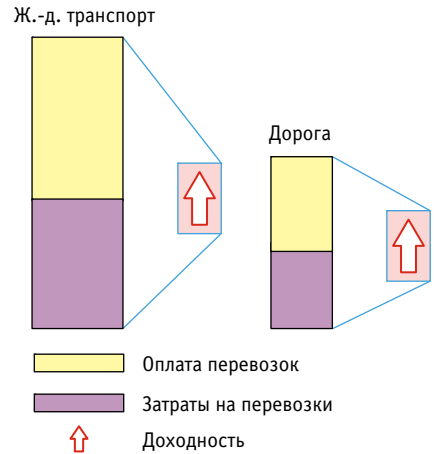 Ж.-д. транспорт
Дорога
Оплата перевозок
Затраты на перевозки
Доходность